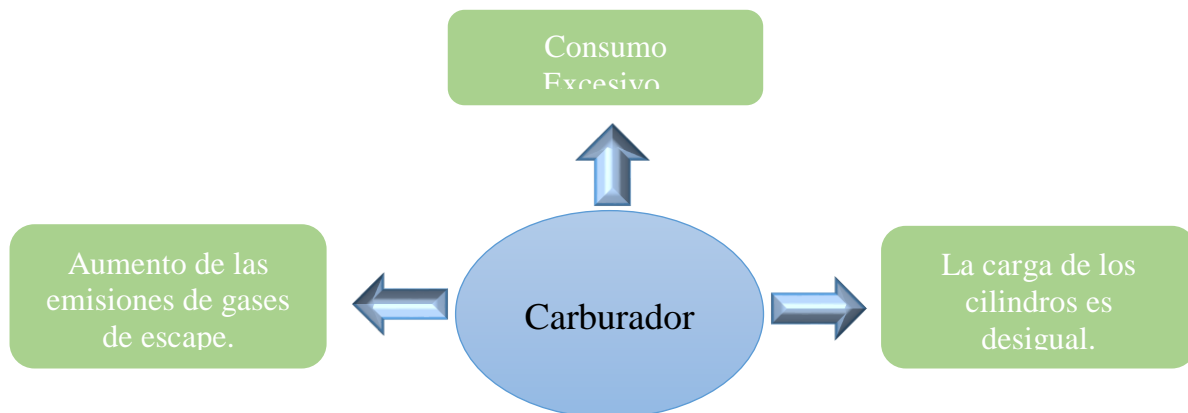 Consumo
Excesivo
Aumento de las
emisiones de gases
de escape.
Carburador
La carga de los
cilindros es
desigual.